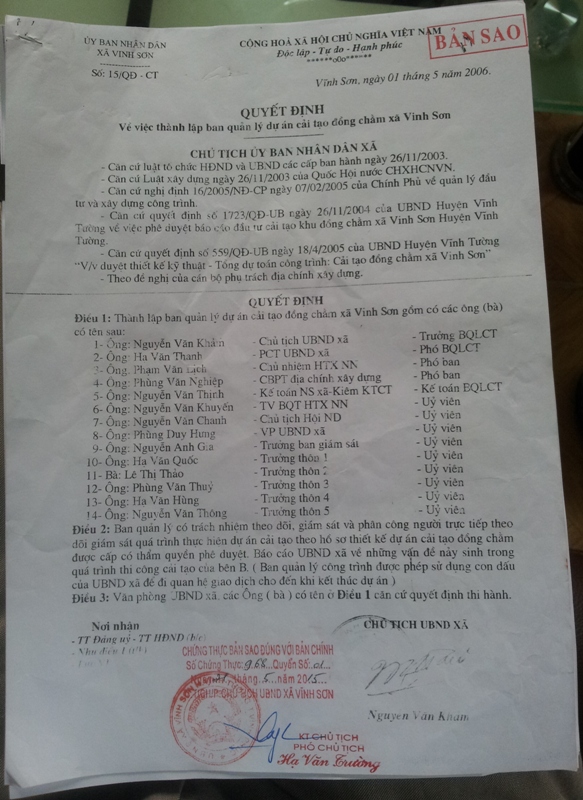 ỦY BAN NHÂN DÂN
XÃ VINH SƠN
Số: 15/QĐ - CT
CỘNG HOÀ XÃ HỘI CHỦ NGHĨA VIỆT NAM
Độc lập - Tự do - Hạnh phúc
******o0o******
BẢN SAO
Vĩnh Sơn, ngày 01 tháng 5 năm 2006.
QUYẾT ĐỊNH
Về việc thành lập ban quản lý dự án cải tạo đồng chằm xã Vĩnh Sơn
CHỦ TỊCH ỦY BAN NHÂN DÂN XÃ
- Căn cứ luật tổ chức HĐND và UBND các cấp ban hành ngày 26/11/2003.
- Căn cứ Luật xây dựng ngày 26/11/2003 của Quốc Hội nước CHXHCNVN.
- Căn cứ nghị định 16/2005/NĐ-CP ngày 07/02/2005 của Chính Phủ về quản lý đầu
tư và xây dựng công trình.
- Căn cứ quyết định số 1723/QĐ-UB ngày 26/11/2004 của UBND Huyện Vĩnh
Tường về việc phê duyệt báo cáo đầu tư cải tạo khu đồng chằm xã Vĩnh Sơn Huyện Vĩnh
Tường.
- Căn cứ quyết định số 559/QĐ-UB ngày 18/4/2005 của UBND Huyện Vĩnh Tường
"V/v duyệt thiết kế kỹ thuật - Tổng dự toán công trình: Cải tạo đồng chằm xã Vĩnh Sơn"
- Theo đề nghị của cán bộ phụ trách địa chính xây dựng.
QUYẾT ĐỊNH
Điều 1: Thành lập ban quản lý dự án cải tạo đồng chằm xã Vĩnh Sơn gồm có các ông (bà)
có tên sau:
1- Ông: Nguyễn Văn Khảm - Chủ tịch UBND xã - Trưởng BQLCT
2- Ông: Hạ Văn Thanh - PCT UBND xã - Phó BQLCT
3- Ông: Phạm Văn Lịch - Chủ nhiệm HTX NN - Phó ban
4- Ông: Phùng Văn Nghiệp - CBPT địa chính xây dựng - Phó ban
5- Ông: Nguyễn Văn Thịnh - Kế toán NS xã-Kiêm KTCT - Kế toán BQLCT
6- Ông: Nguyễn Văn Khuyến - TV BQT HTX NN - Uỷ viên
7- Ông: Nguyễn Văn Chanh - Chủ tịch Hội ND - Uỷ viên
8- Ông: Phùng Duy Hưng - VP UBND xã - Uỷ viên
9- Ông: Nguyễn Anh Gia - Trưởng ban giám sát - Uỷ viên
10- Ông: Hạ Văn Quốc - Trưởng thôn 1 - Uỷ viên
11- Bà: Lê Thị Thảo - Trưởng thôn 2 - Uỷ viên
12- Ông: Phùng Văn Thuỷ - Trưởng thôn 3 - Uỷ viên
13- Ông: Hạ Văn Hùng - Trưởng thôn 4 - Uỷ viên
14- Ông: Nguyễn Văn Thông - Trưởng thôn 5 - Uỷ viên
Điều 2: Ban quản lý có trách nhiệm theo dõi, giám sát và phân công người trực tiếp theo
dõi giám sát quá trình thực hiện dự án cải tạo theo hồ sơ thiết kế dự án cải tạo đồng chằm
được cấp có thẩm quyền phê duyệt. Báo cáo UBND xã về những vấn đề nảy sinh trong
quá trình thi công cải tạo của bên B. ( Ban quản lý công trình được phép sử dụng con dấu
của UBND xã để đi quan hệ giao dịch cho đến khi kết thúc dự án )
Điều 3: Văn phòng UBND xã, các Ông ( bà ) có tên ở Điều 1 căn cứ quyết định thi hành.
Nơi nhận
- TT Đảng uỷ - TT HĐND (b/c)
- Như điều 1
CHỦ TỊCH UBND XÃ
Nguyễn Văn Khảm
CHỨNG THỰC BẢN SAO ĐÚNG VỚI BẢN CHÍNH
Số Chứng Thực: 968 Quyển Số: 01
tháng 5 năm 2015
CHỦ TỊCH UBND XÃ VĨNH SƠN
KT CHỦ TỊCH
PHÓ CHỦ TỊCH
Hạ Văn Trường